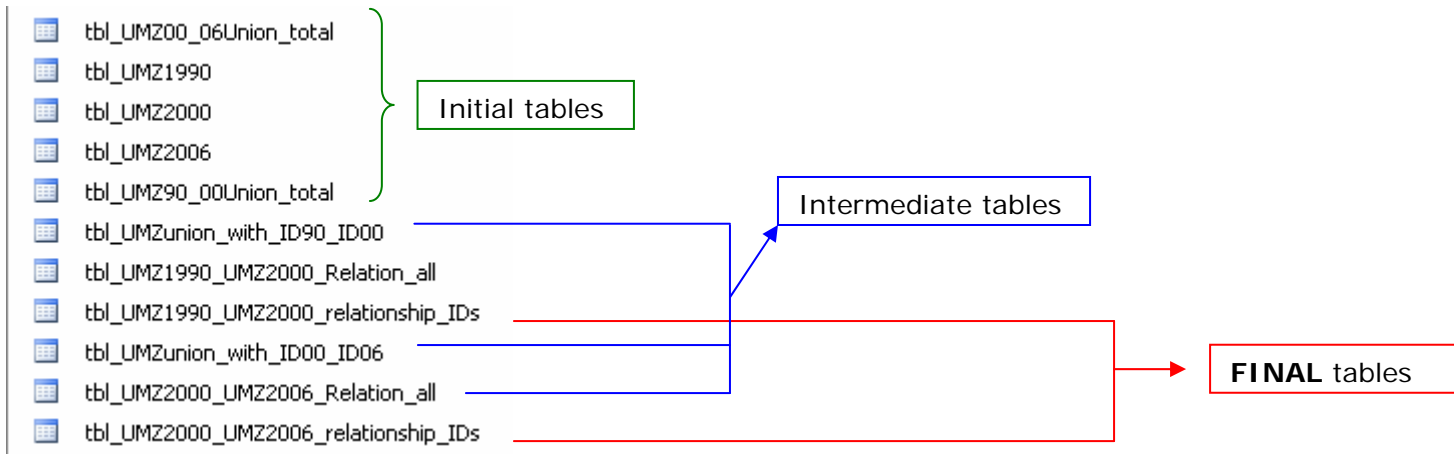 tbl_UMZ00_06Union_total
tbl_UMZ1990
tbl_UMZ2000
tbl_UMZ2006
tbl_UMZ90_00Union_total
tbl_UMZunion_with_ID90_ID00
tbl_UMZ1990_UMZ2000_Relation_all
tbl_UMZ1990_UMZ2000_relationship_IDs
tbl_UMZunion_with_ID00_ID06
tbl_UMZ2000_UMZ2006_Relation_all
tbl_UMZ2000_UMZ2006_relationship_IDs
Initial tables
Intermediate tables
FINAL tables